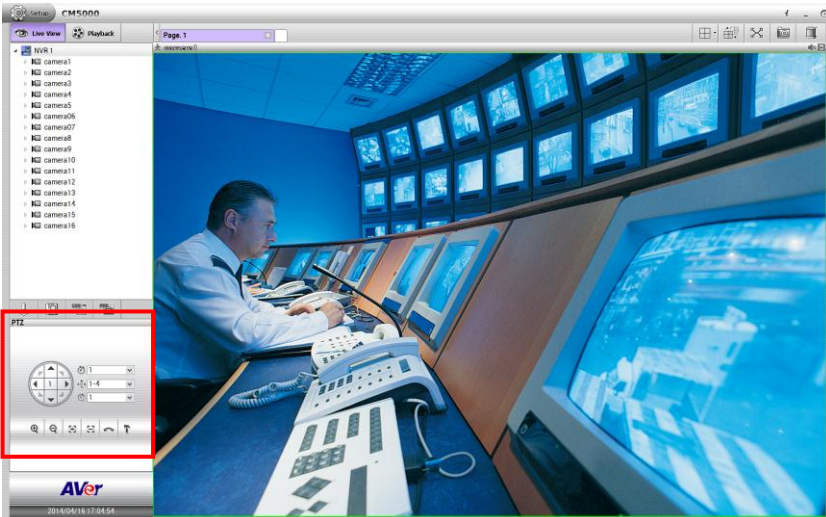 Setup CM5000
Live View Playback Page. 1
NVR 1
camera1
camera2
camera3
camera4
camera5
camera06
camera07
camera8
camera9
camera10
camera11
camera12
camera13
camera14
camera15
camera16
PTZ
1
1 1-4
1
AVer
2014/04/16 17:04:54